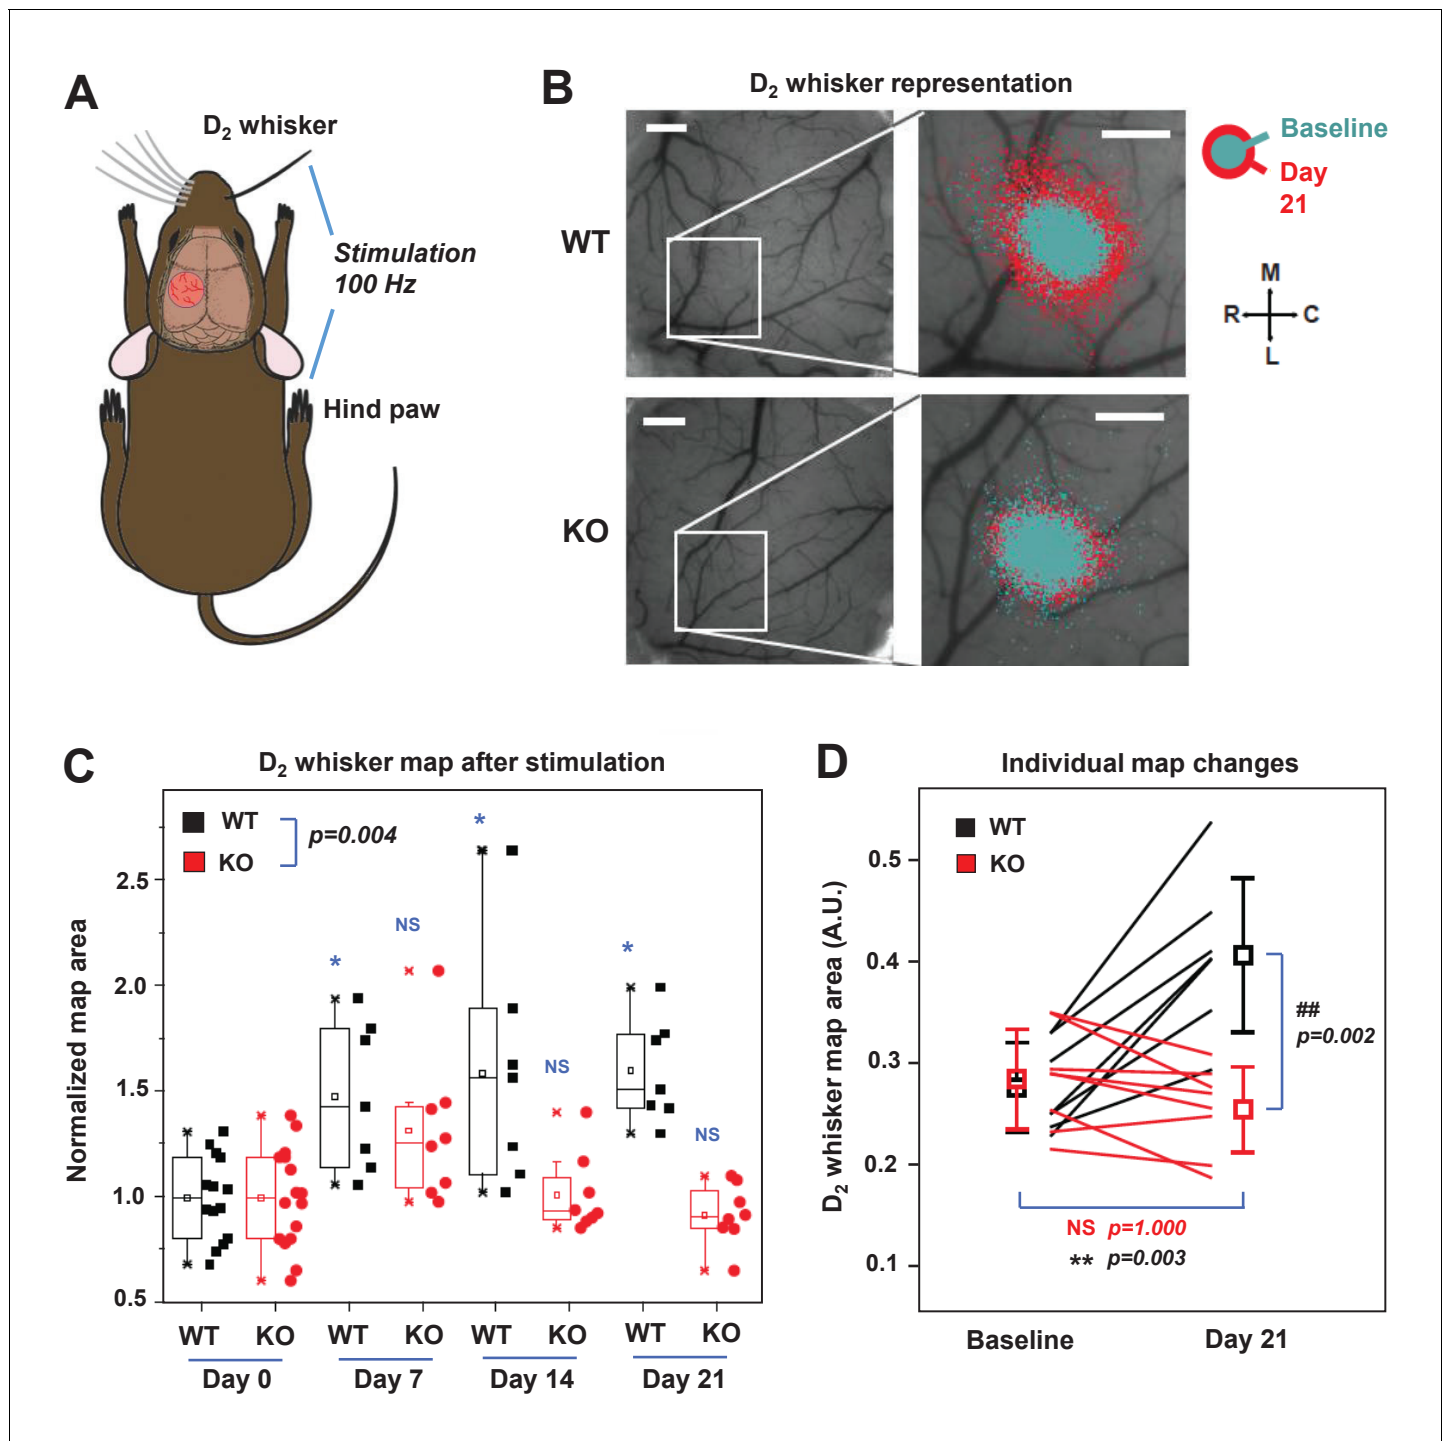 A
D2 whisker
Stimulation
100 Hz
Hind paw
B
D2 whisker representation
WT
KO
Baseline
Day
21
M
R
C
L
C
D2 whisker map after stimulation
WT
KO
p=0.004
Normalized map area
2.5
2.0
1.5
1.0
0.5
*
NS
*
NS
*
NS
WT
KO
WT
KO
WT
KO
WT
KO
Day 0
Day 7
Day 14
Day 21
D
Individual map changes
WT
KO
D2 whisker map area (A.U.)
0.5
0.4
0.3
0.2
0.1
##
p=0.002
NS p=1.000
** p=0.003
Baseline
Day 21